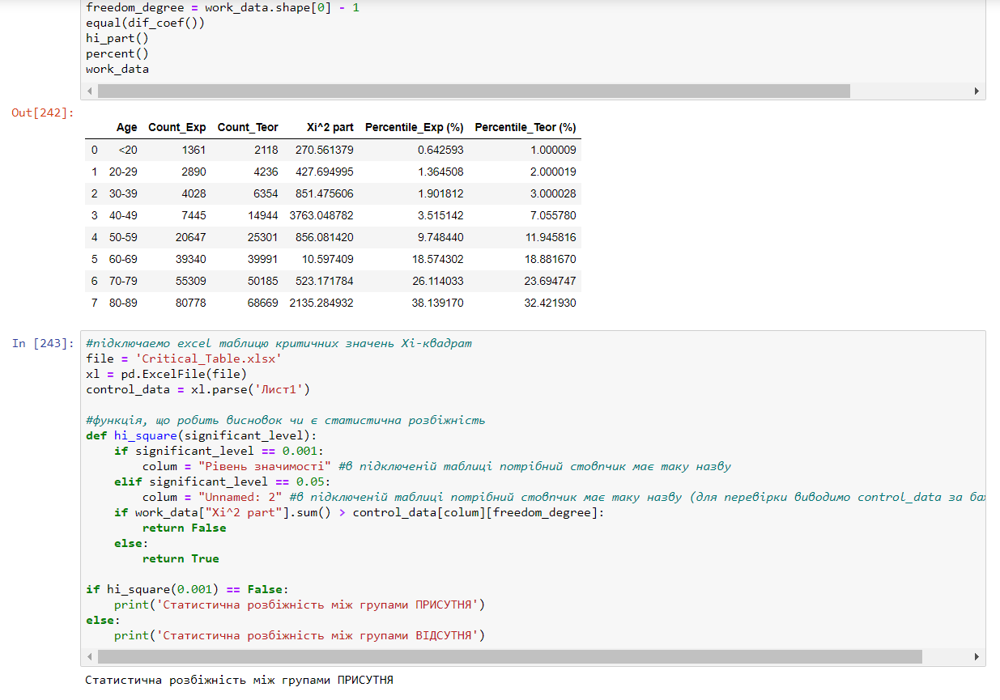 freedom_degree = work_data.shape[0] - 1
equal(dif_coef())
hi_part()
percent()
work_data
Out[242]:
Age Count_Exp Count_Teor Xi^2 part Percentile_Exp (%) Percentile_Teor (%)
0 <20 1361 2118 270.561379 0.642593 1.000009
1 20-29 2890 4236 427.694995 1.364508 2.000019
2 30-39 4028 6354 851.475606 1.901812 3.000028
3 40-49 7445 14944 3763.048782 3.515142 7.055780
4 50-59 20647 25301 856.081420 9.748440 11.945816
5 60-69 39340 39991 10.597409 18.574302 18.881670
6 70-79 55309 50185 523.171784 26.114033 23.694747
7 80-89 80778 68669 2135.284932 38.139170 32.421930
In [243]:
#підключаемо excel таблицю критичних значень Хі-квадрат
file = 'Critical_Table.xlsx'
xl = pd.ExcelFile(file)
control_data = xl.parse('Лист1')
#функція, що робить висновок чи є статистична розбіжність
def hi_square(significant_level):
if significant_level == 0.001:
colum = "Рівень значимості" #в підключеній таблиці потрібний стовпчик має таку назву
elif significant_level == 0.05:
colum = "Unnamed: 2" #в підключеній таблиці потрібний стовпчик має таку назву (для перевірки виводимо control_data за
if work_data["Xi^2 part"].sum() > control_data[colum][freedom_degree]:
return False
else:
return True
if hi_square(0.001) == False:
print('Статистична розбіжність між групами ПРИСУТНЯ')
else:
print('Статистична розбіжність між групами ВІДСУТНЯ')
Статистична розбіжність між групами ПРИСУТНЯ